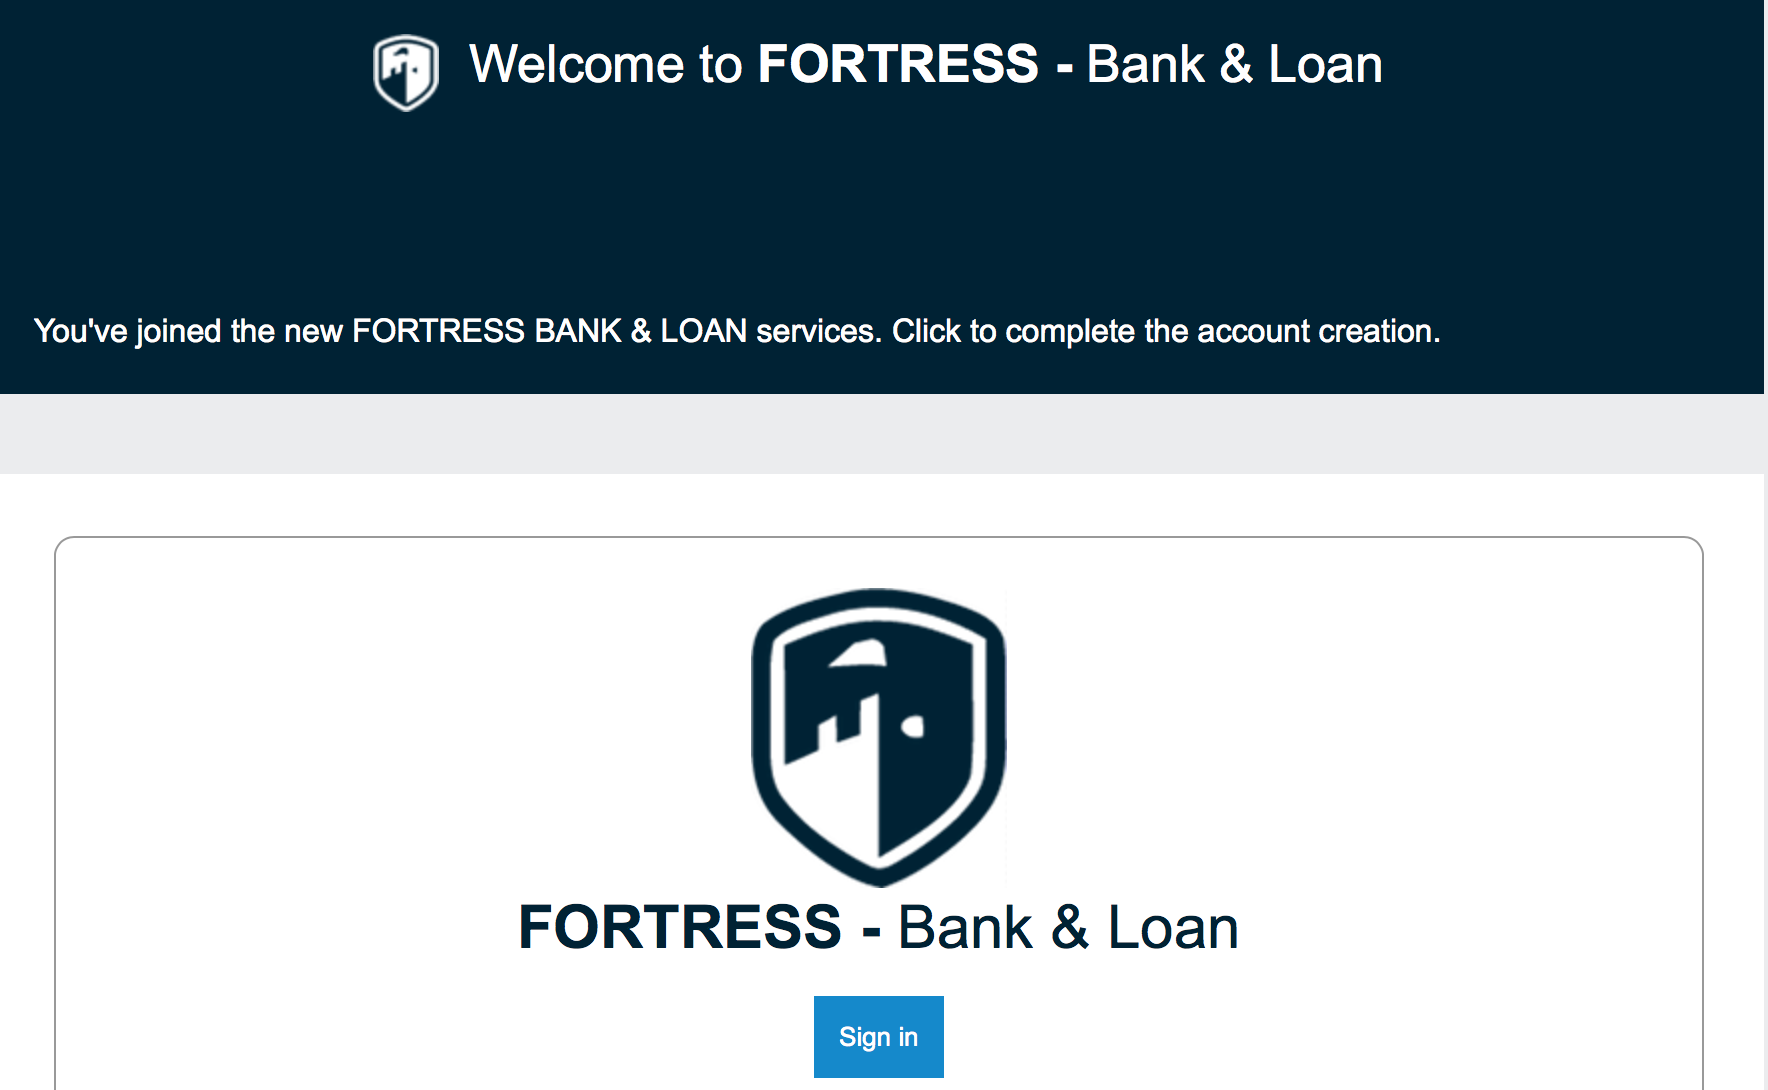 Welcome to FORTRESS - Bank & Loan
You've joined the new FORTRESS BANK & LOAN services. Click to complete the account creation.
FORTRESS - Bank & Loan
Sign in